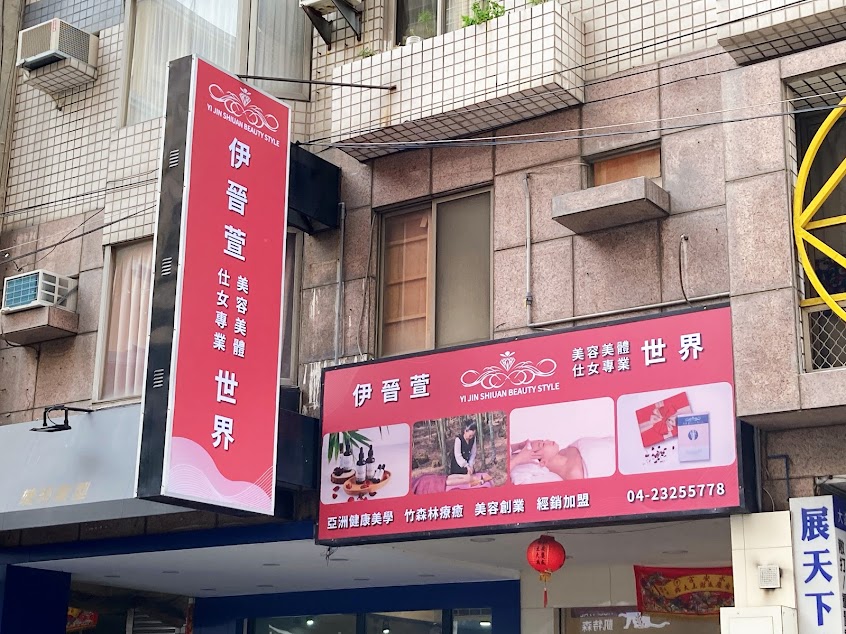 YI JIN SHIUAN BEAUTY STYLE
伊晉萱
美容美體
仕女專業
世界
伊晉萱
YI JIN SHIUAN BEAUTY STYLE
美容美體
仕女專業
世界
亞洲健康美學 竹森林療癒 美容創業 經銷加盟 04-23255778
展天下
凱特森